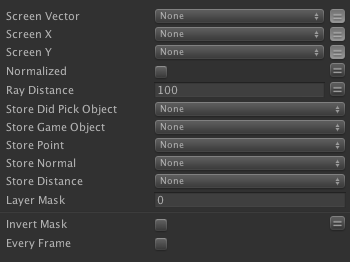 Screen Vector None
Screen X None
Screen Y None
Normalized
Ray Distance 100
Store Did Pick Object None
Store Game Object None
Store Point None
Store Normal None
Store Distance None
Layer Mask 0
Invert Mask
Every Frame